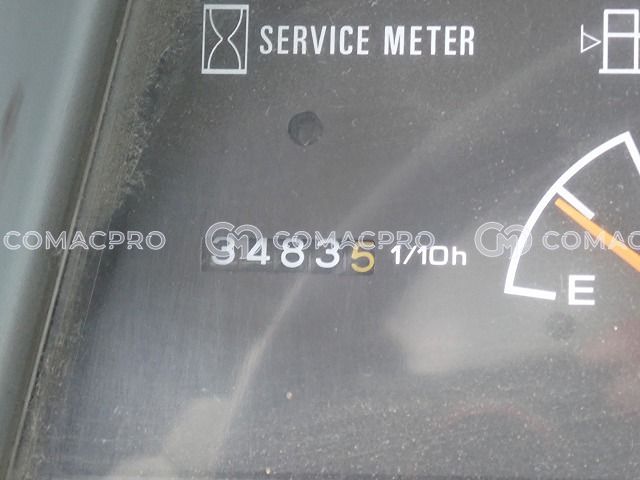 SERVICE METER
COMACPRO COMACPRO COMACPRO
34835 1/10h
E